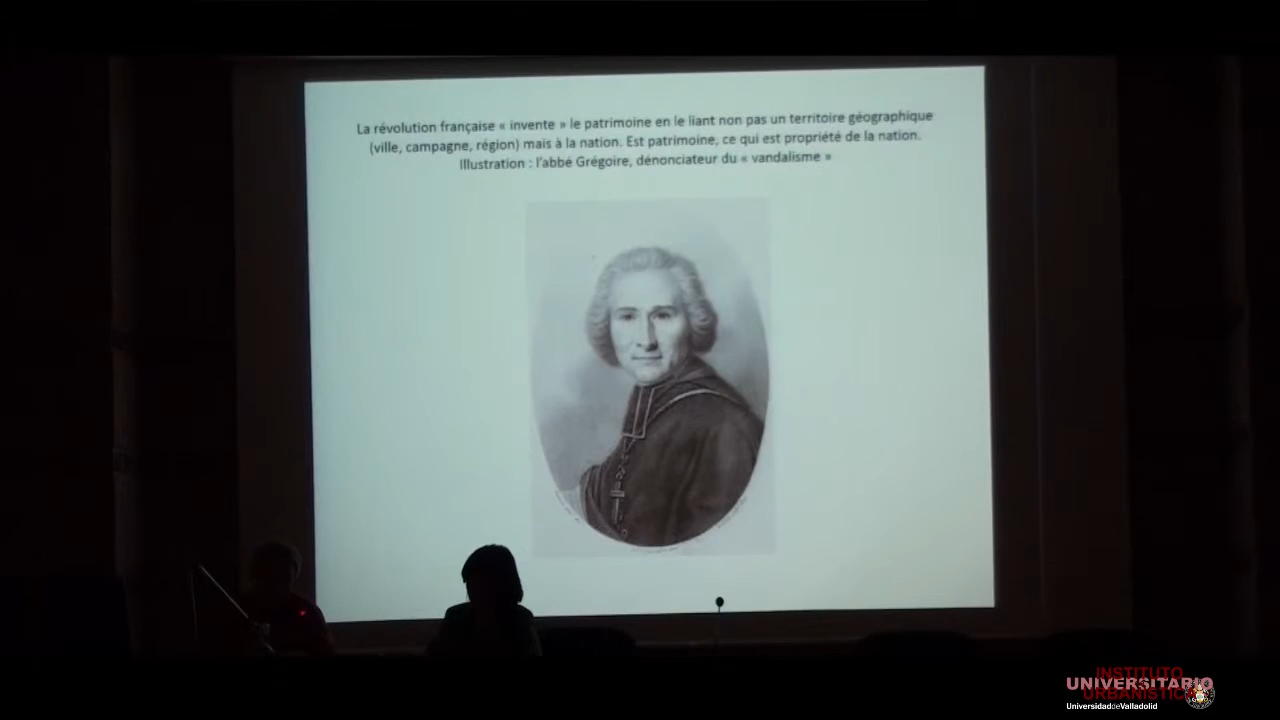 La révolution française « invente » le patrimoine en le liant non pas un territoire géographique
(ville, campagne, région) mais à la nation. Est patrimoine, ce qui est propriété de la nation.
Illustration : l'abbé Grégoire, dénonciateur du « vandalisme »
INSTITUTO
UNIVERSITARIO
URBANÍSTICA
UniversidaddeValladolid